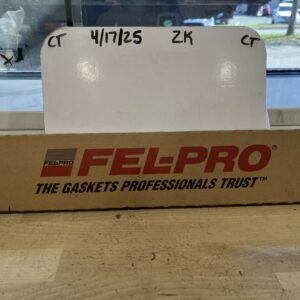 CT 4/17/25 ZK CT
FEL-PRO
FEL-PRO®
THE GASKETS PROFESSIONALS TRUST™